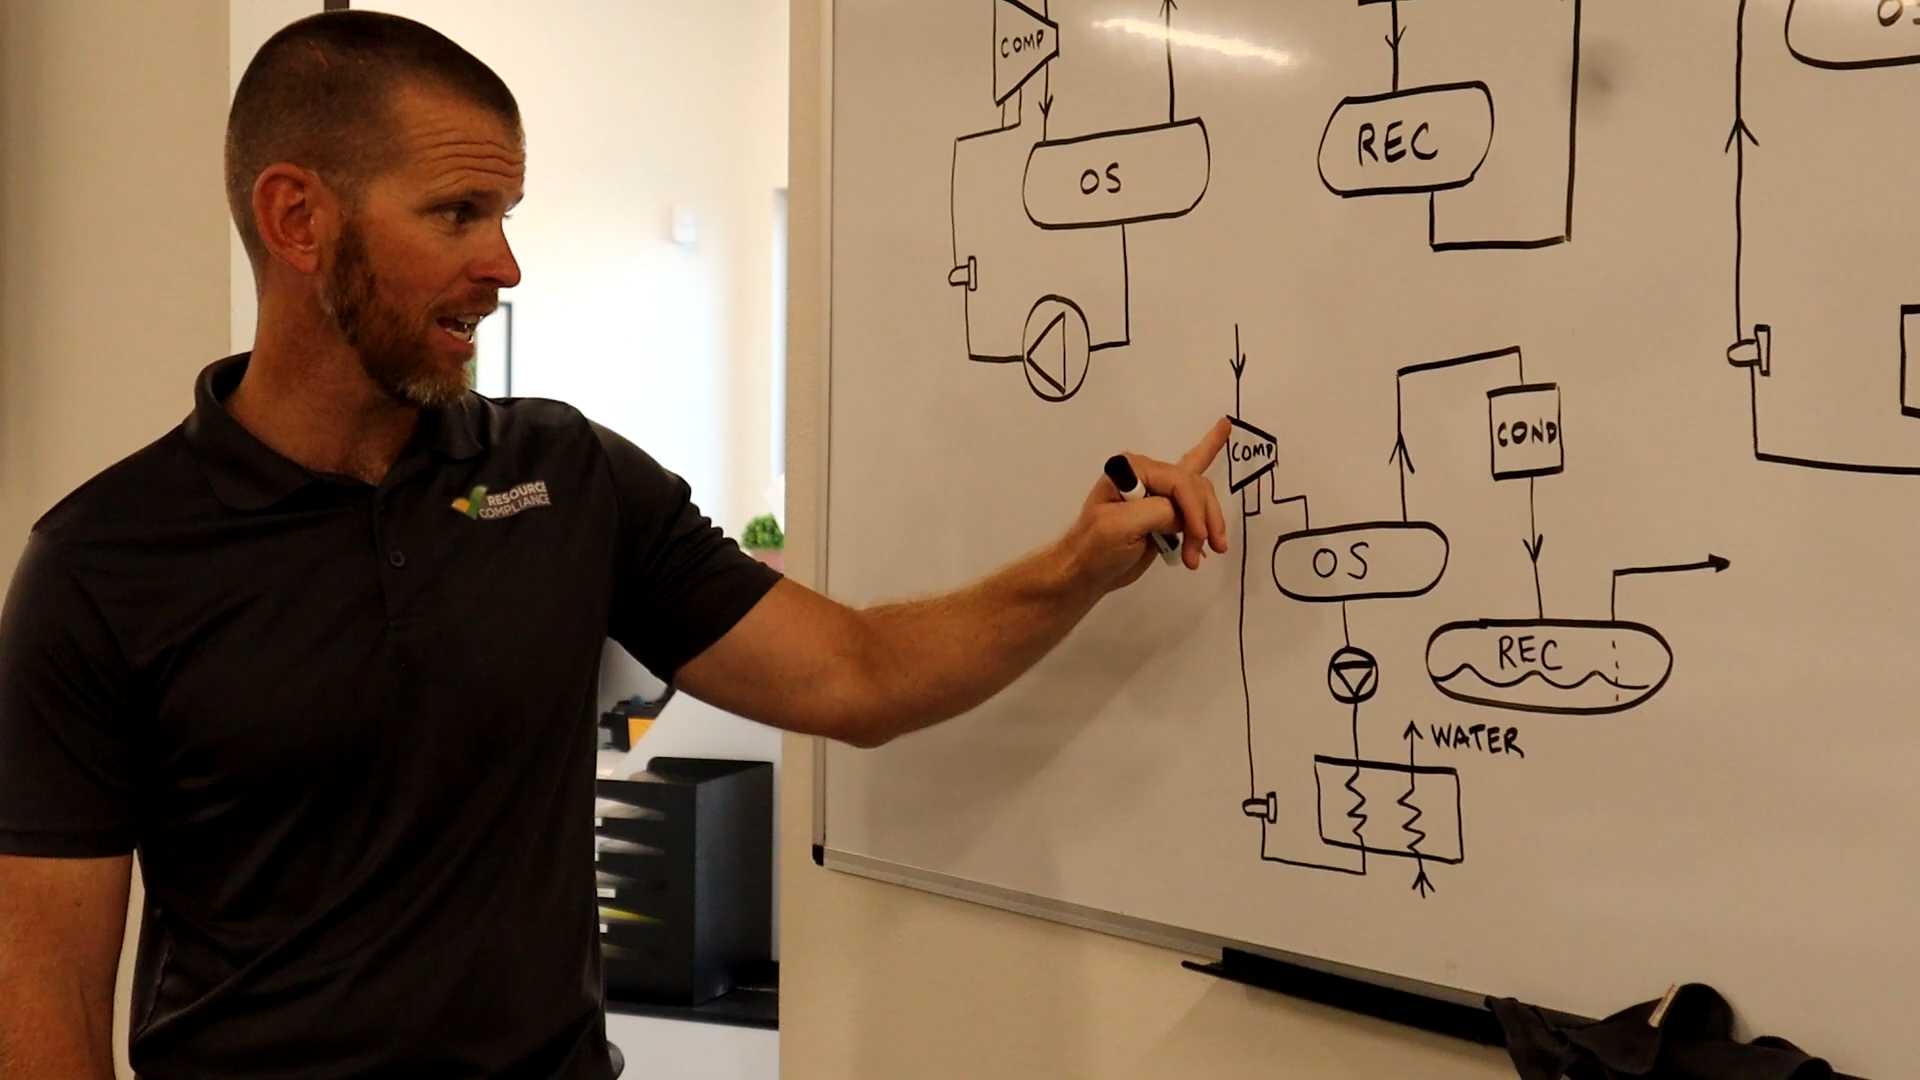 COMP
OS
REC
RESOURCE
COMPLIANCE
COMP
COND
OS
REC
WATER